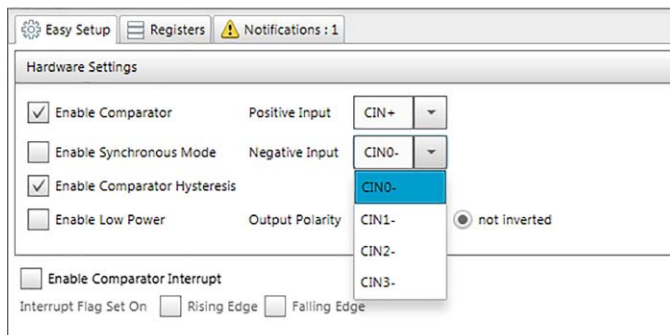 Easy Setup Registers Notifications : 1
Hardware Settings
Enable Comparator Positive Input CIN+
Enable Synchronous Mode Negative Input CIN0-
Enable Comparator Hysteresis CIN0-
Enable Low Power Output Polarity CIN1- not inverted
CIN2-
Enable Comparator Interrupt CIN3-
Interrupt Flag Set On Rising Edge Falling Edge